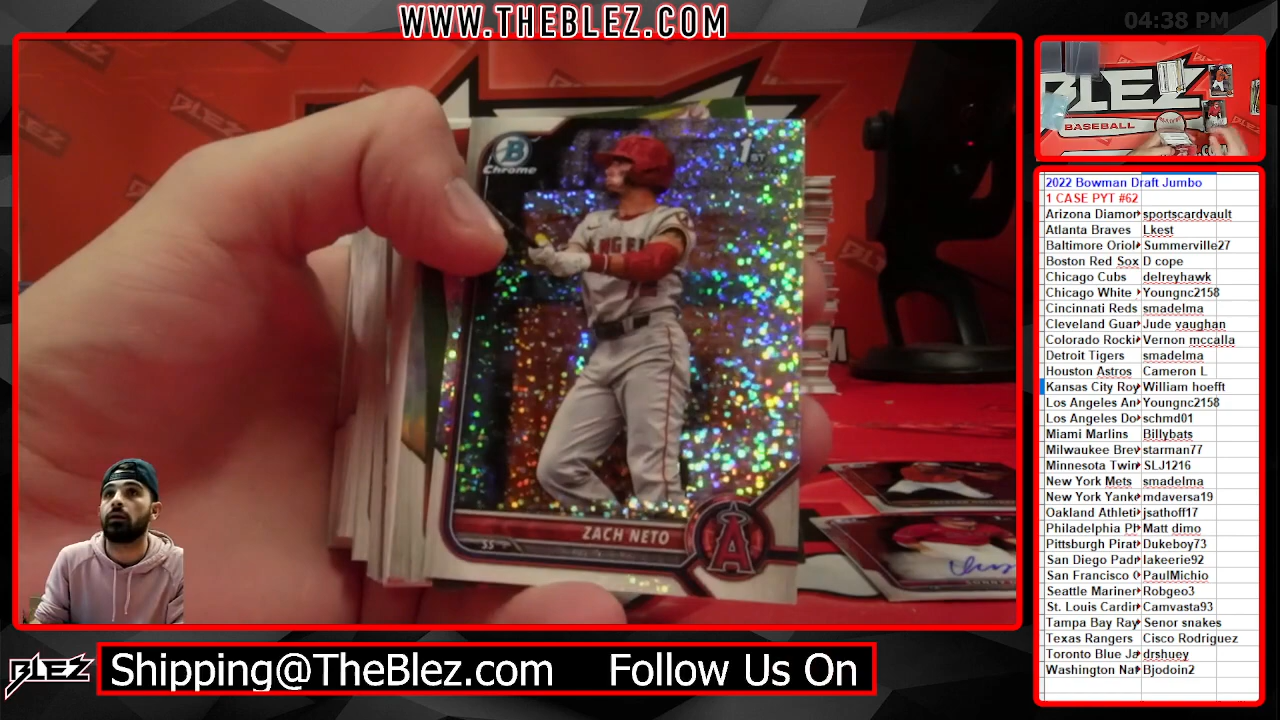 WWW.THEBLEZ.COM
04:38 PM
BLEZ
BASEBALL
B
Chrome
1ST
ANGELS
ZACH NETO
SS
A
2022 Bowman Draft Jumbo
1 CASE PYT #62
Arizona Diamon sportscardvault
Atlanta Braves Lkest
Baltimore Oriol Summerville27
Boston Red Sox D cope
Chicago Cubs delreyhawk
Chicago White Youngnc2158
Cincinnati Reds smadelma
Cleveland Guar Jude vaughan
Colorado Rocki Vernon mccalla
Detroit Tigers smadelma
Houston Astros Cameron L
Kansas City Roy William hoefft
Los Angeles An Youngnc2158
Los Angeles Do schmd01
Miami Marlins Billybats
Milwaukee Brev starman77
Minnesota Twin SLJ1216
New York Mets smadelma
New York Yanke mdaversa19
Oakland Athleti jsathoff17
Philadelphia Ph Matt dimo
Pittsburgh Pirat Dukeboy73
San Diego Padr lakeerie92
San Francisco G PaulMichio
Seattle Mariner Robgeo3
St. Louis Cardin Camvasta93
Tampa Bay Ray Senor snakes
Texas Rangers Cisco Rodriguez
Toronto Blue Ja drshuey
Washington Nat Bjodoin2
BLEZ
Shipping@TheBlez.com Follow Us On